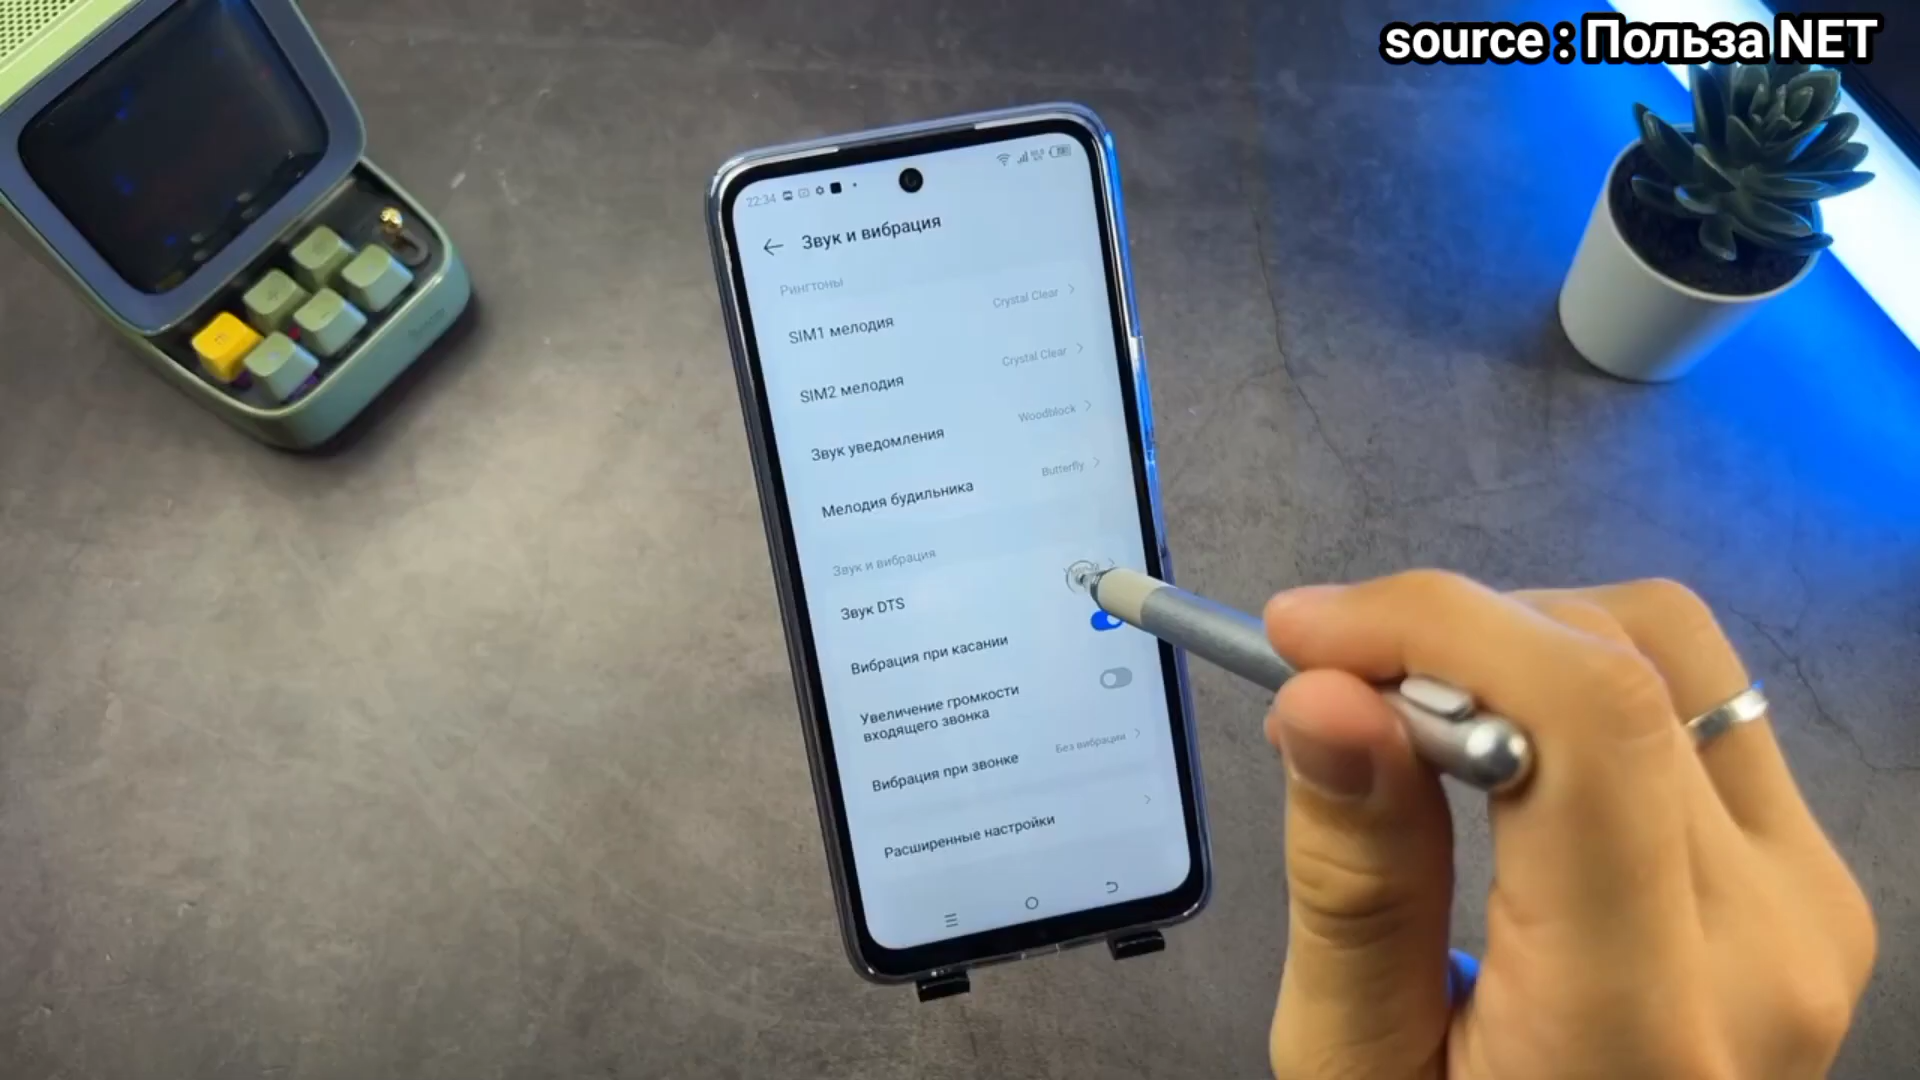 source : Польза NET
22:34
Звук и вибрация
Рингтоны
SIM1 мелодия
Crystal Clear
SIM2 мелодия
Crystal Clear
Звук уведомления
Woodblock
Мелодия будильника
Butterfly
Звук и вибрация
Звук DTS
Вибрация при касании
Увеличение громкости
входящего звонка
Вибрация при звонке
Без вибрации
Расширенные настройки